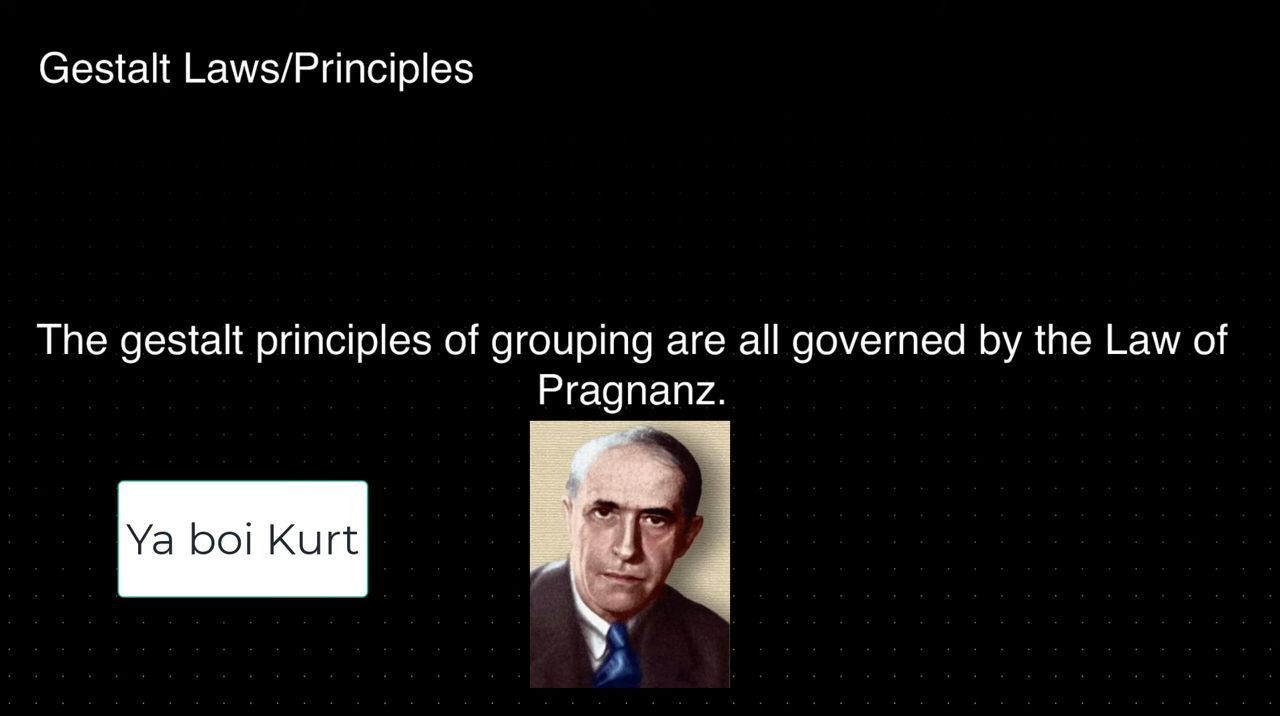 Gestalt Laws/Principles
The gestalt principles of grouping are all governed by the Law of
Pragnanz.
Ya boi Kurt